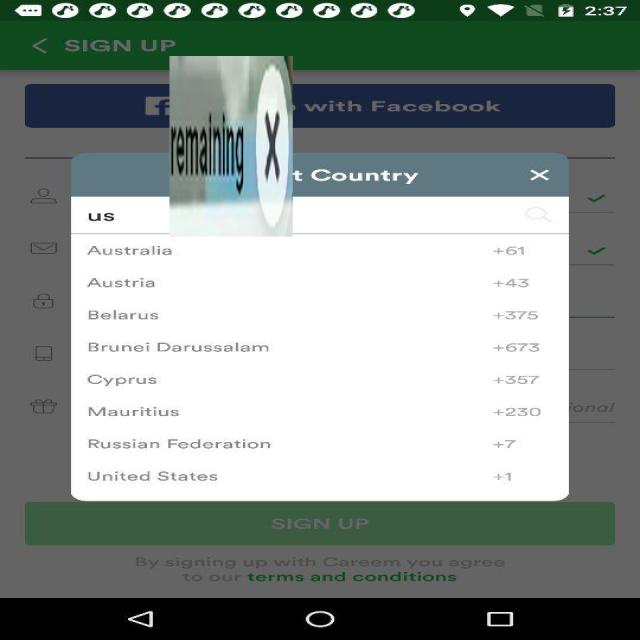 2:37
SIGN UP
with Facebook
remaining X
t Country
us
Australia +61
Austria +43
Belarus +375
Brunei Darussalam +673
Cyprus +357
Mauritius +230
ional
Russian Federation +7
United States +1
SIGN UP
By signing up with Careem you agree
to our terms and conditions